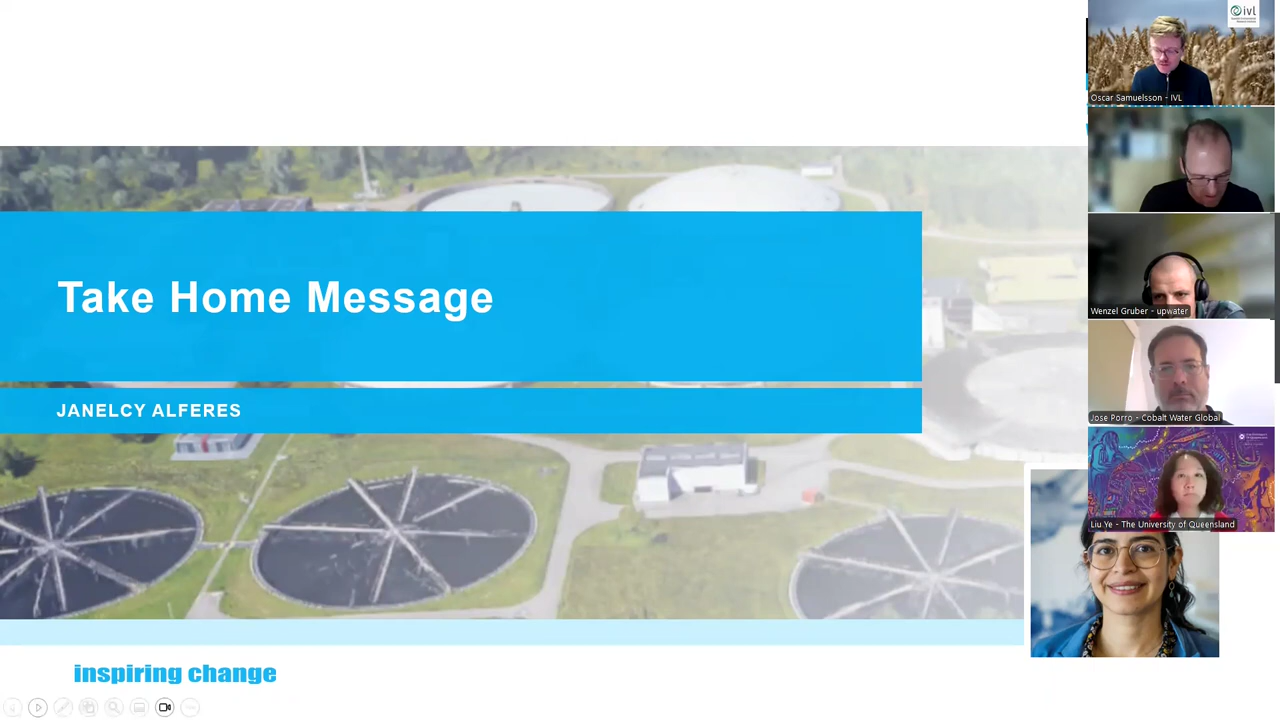 Take Home Message
JANELCY ALFERES
inspiring change
ivl
Oscar Samuelsson - IVL
Wenzel Gruber - upwater
Jose Porro - Cobalt Water Global
Liu Ye - The University of Queensland